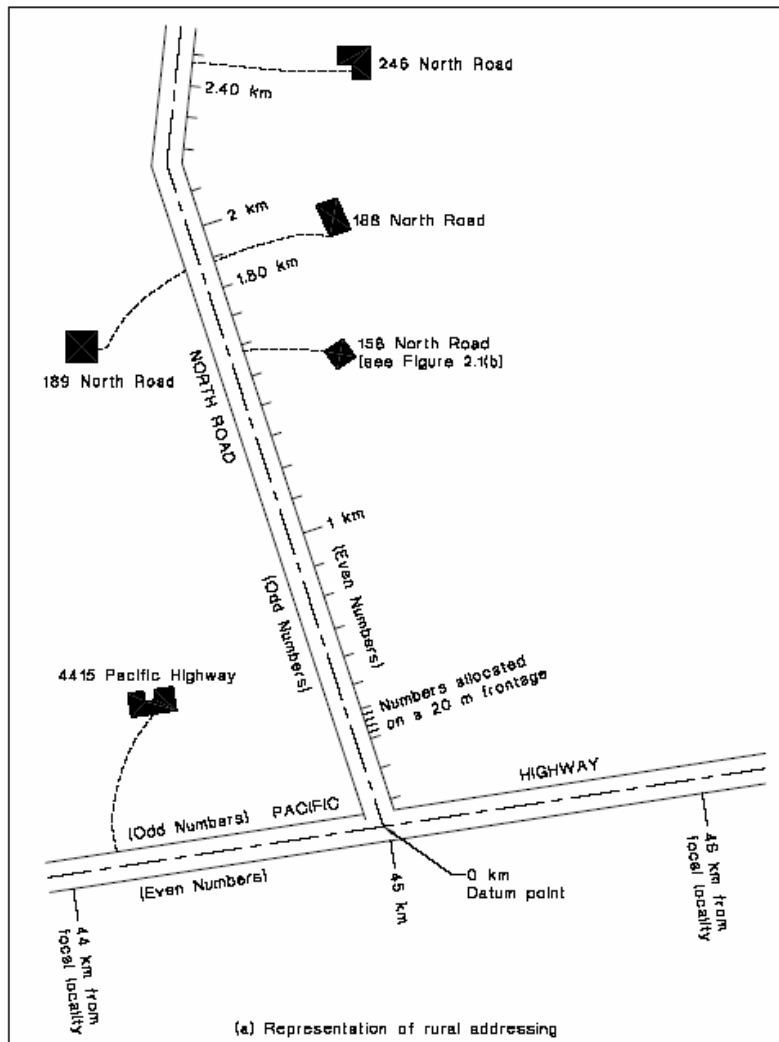 246 North Road
2.40 km
2 km
188 North Road
1.80 km
189 North Road
158 North Road
(see Figure 2.1(b)
NORTH ROAD
1 km
(Even Numbers)
(Odd Numbers)
4415 Pacific Highway
Numbers allocated
on a 20 m frontage
HIGHWAY
PACIFIC
(Odd Numbers)
(Even Numbers)
0 km
Datum point
45 km
46 km from
focal locality
44 km from
focal locality
(a) Representation of rural addressing